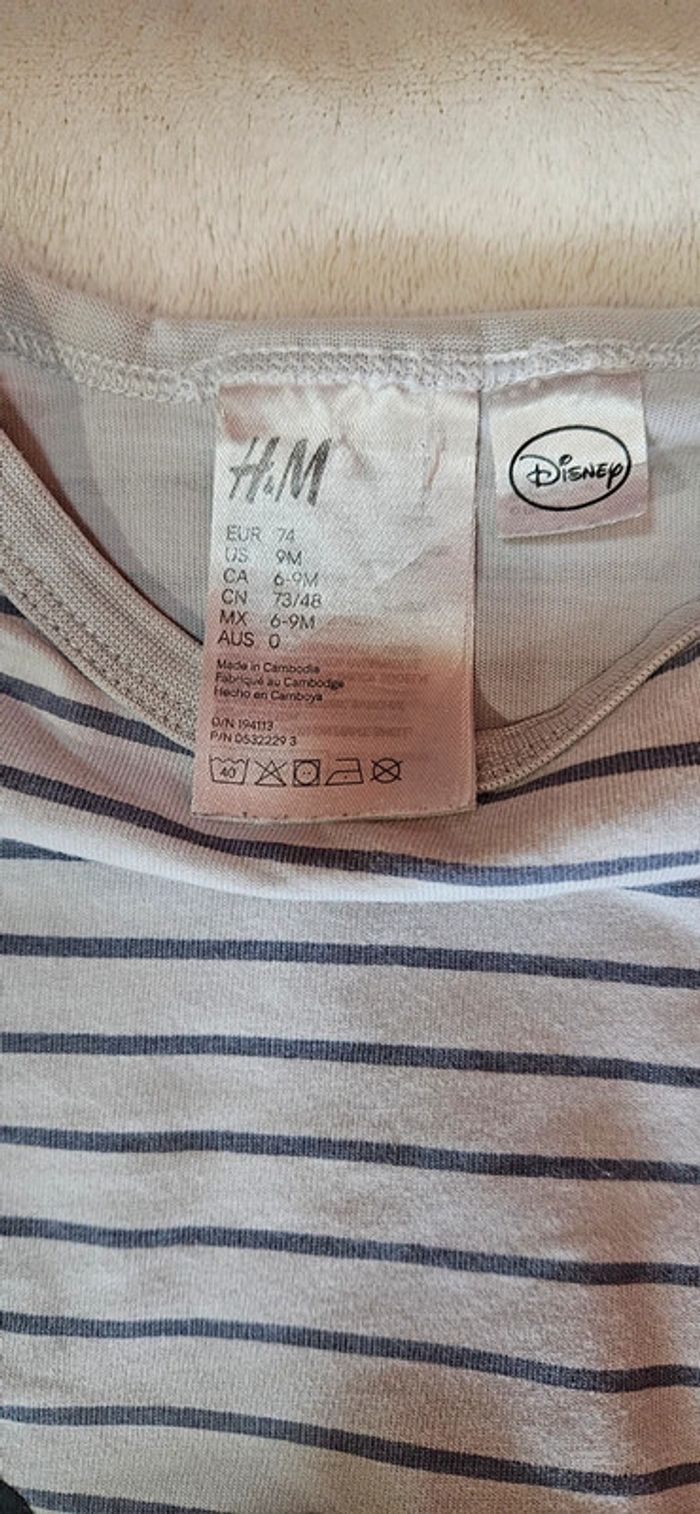 H&M
EUR 74
US 9M
CA 6-9M
CN 73/48
MX 6-9M
AUS 0
Made in Cambodia
Fabriqué au Cambodge
Hecho en Camboya
O/N 194113
P/N 0532229 3
40
Disney